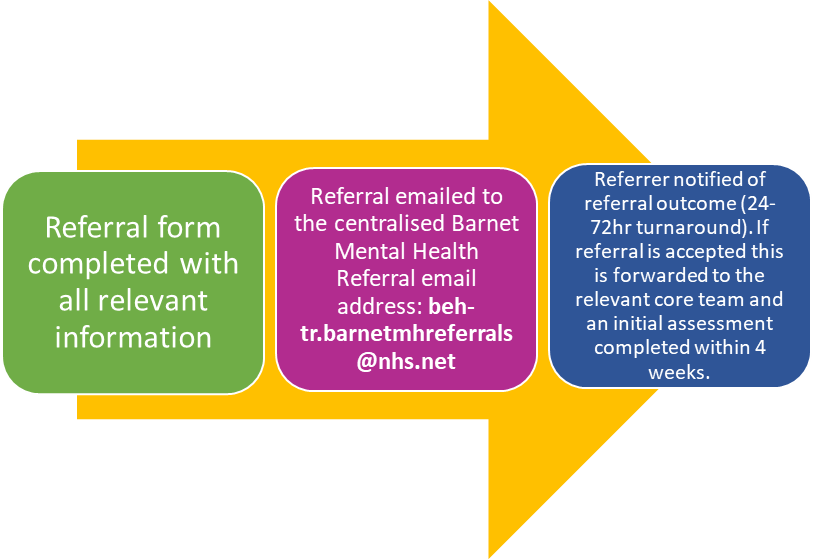 Referral form
completed with
all relevant
information
Referral emailed to
the centralised Barnet
Mental Health
Referral email
address: beh-
tr.barnetmhreferrals
@nhs.net
Referrer notified of
referral outcome (24-
72hr turnaround). If
referral is accepted this
is forwarded to the
relevant core team and
an initial assessment
completed within 4
weeks.